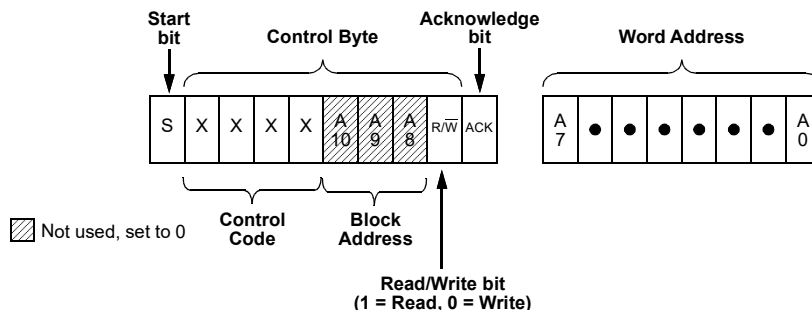 Start
bit
Control Byte
Acknowledge
bit
Word Address
S X X X X A
10 A
9 A
8 R/W̅ ACK
A
7 ● ● ● ● ● ● A
0
Control
Code
Block
Address
Not used, set to 0
Read/Write bit
(1 = Read, 0 = Write)